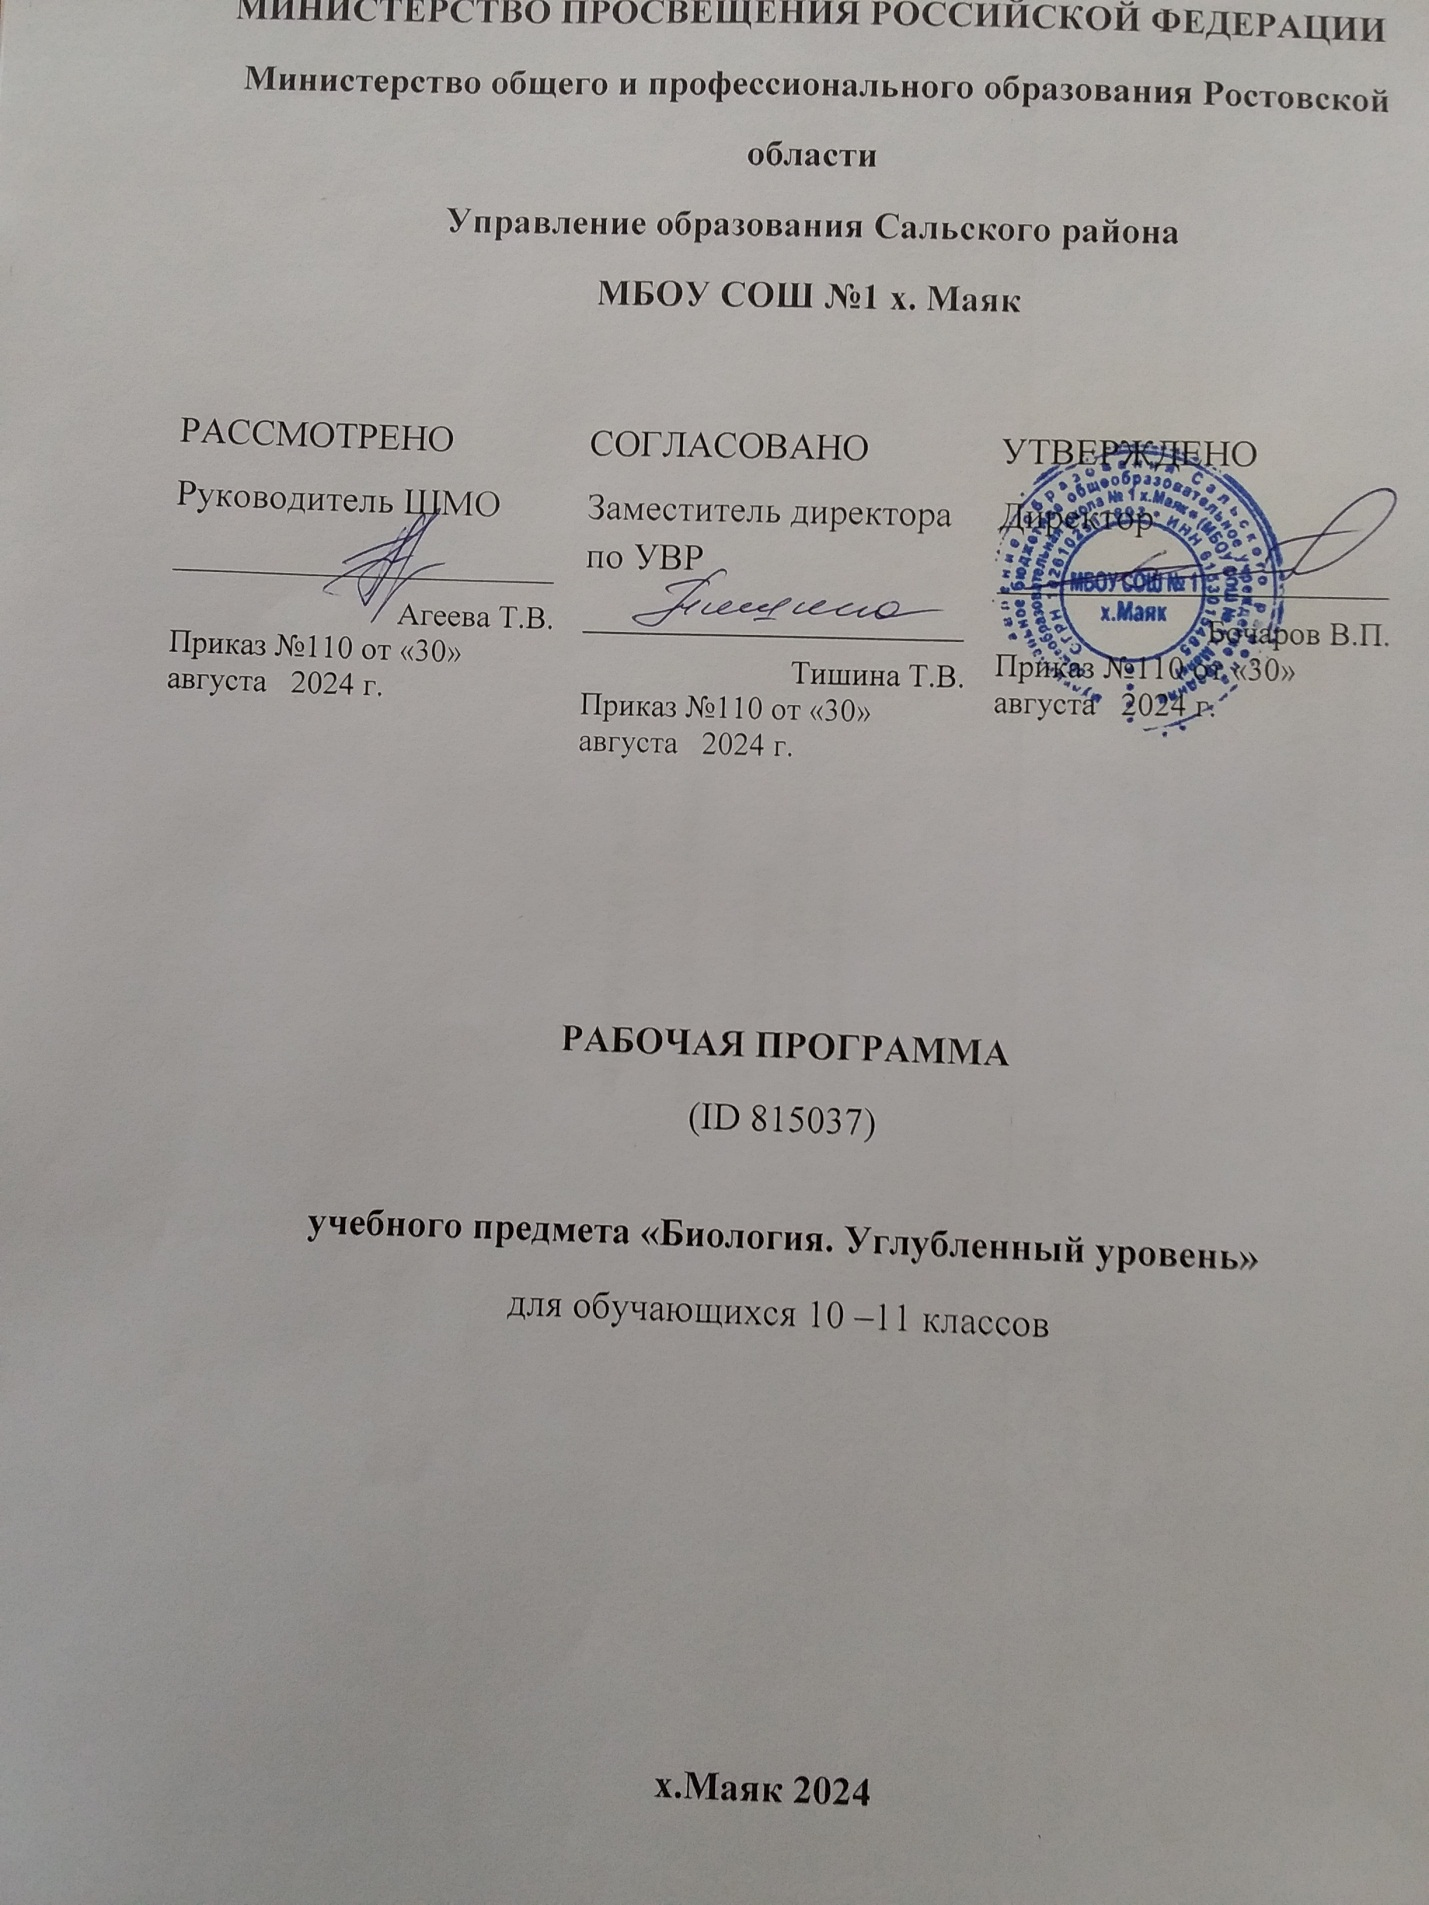 МИНИСТЕРСТВО ПРОСВЕЩЕНИЯ РОССИЙСКОЙ ФЕДЕРАЦИИ
Министерство общего и профессионального образования Ростовской
области
Управление образования Сальского района
МБОУ СОШ №1 х. Маяк
РАССМОТРЕНО
Руководитель ШМО
Агеева Т.В.
Приказ №110 от «30»
августа 2024 г.
СОГЛАСОВАНО
Заместитель директора
по УВР
Тишина Т.В.
Приказ №110 от «30»
августа 2024 г.
УТВЕРЖДЕНО
Директор
МБОУ СОШ № 1
х.Маяк
Бочаров В.П.
Приказ №110 от «30»
августа 2024 г.
РАБОЧАЯ ПРОГРАММА
(ID 815037)
учебного предмета «Биология. Углубленный уровень»
для обучающихся 10 –11 классов
х.Маяк 2024